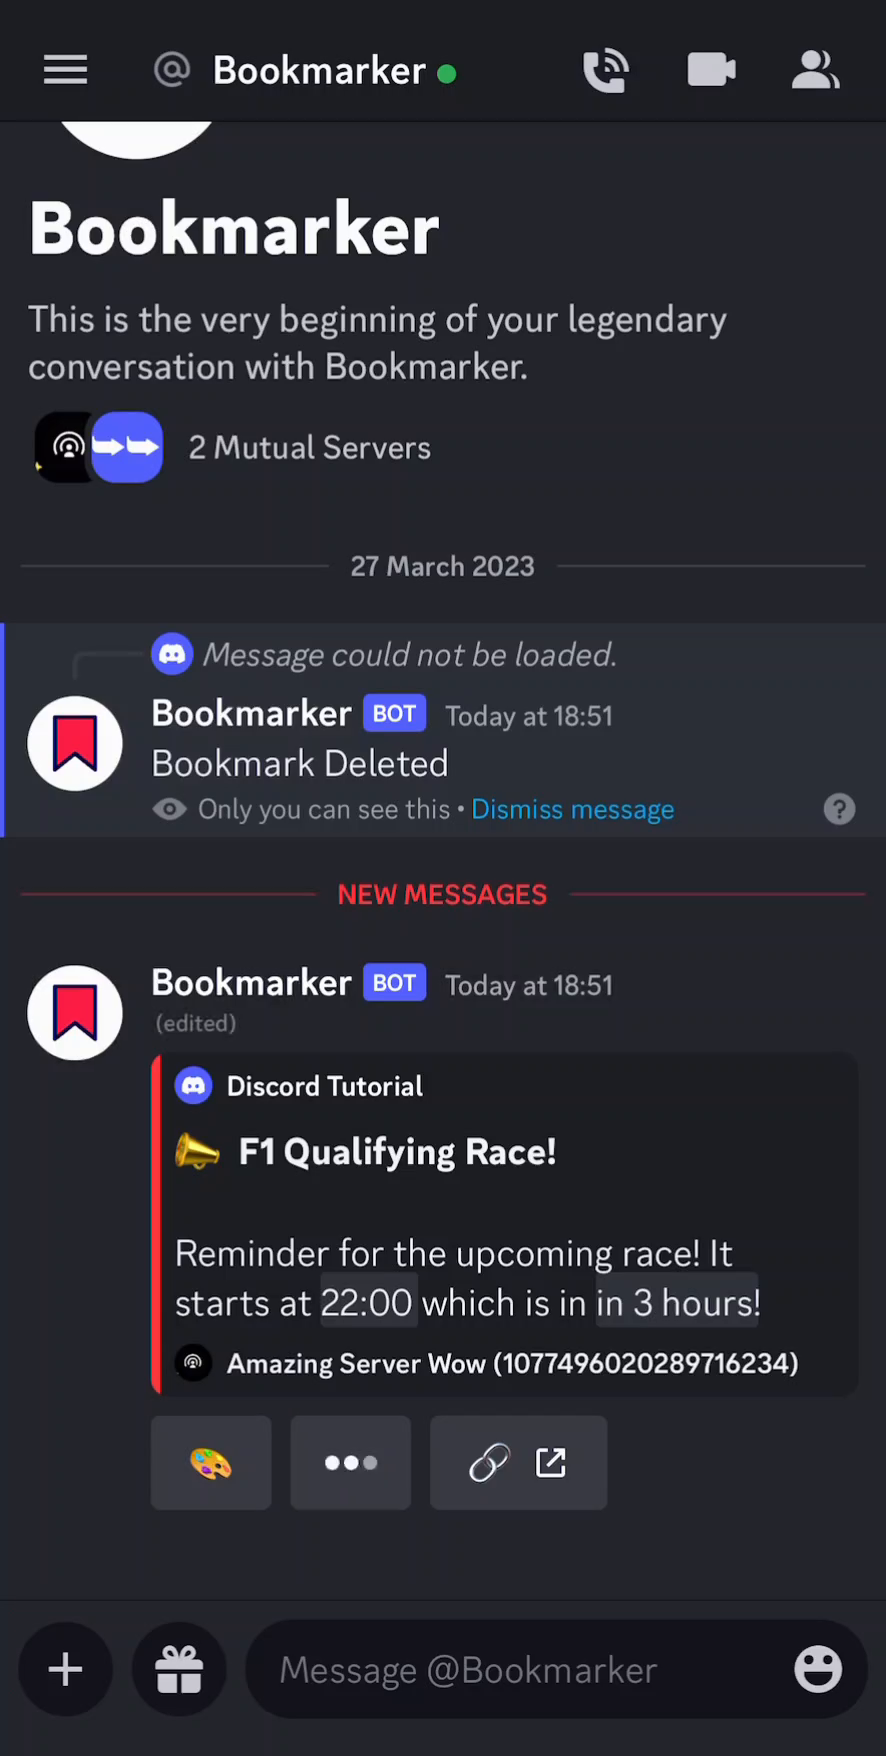 @ Bookmarker
Bookmarker
This is the very beginning of your legendary
conversation with Bookmarker.
2 Mutual Servers
27 March 2023
Message could not be loaded.
Bookmarker BOT Today at 18:51
Bookmark Deleted
Only you can see this • Dismiss message ?
NEW MESSAGES
Bookmarker BOT Today at 18:51
(edited)
Discord Tutorial
F1 Qualifying Race!
Reminder for the upcoming race! It
starts at 22:00 which is in in 3 hours!
Amazing Server Wow (1077496020289716234)
Message @Bookmarker